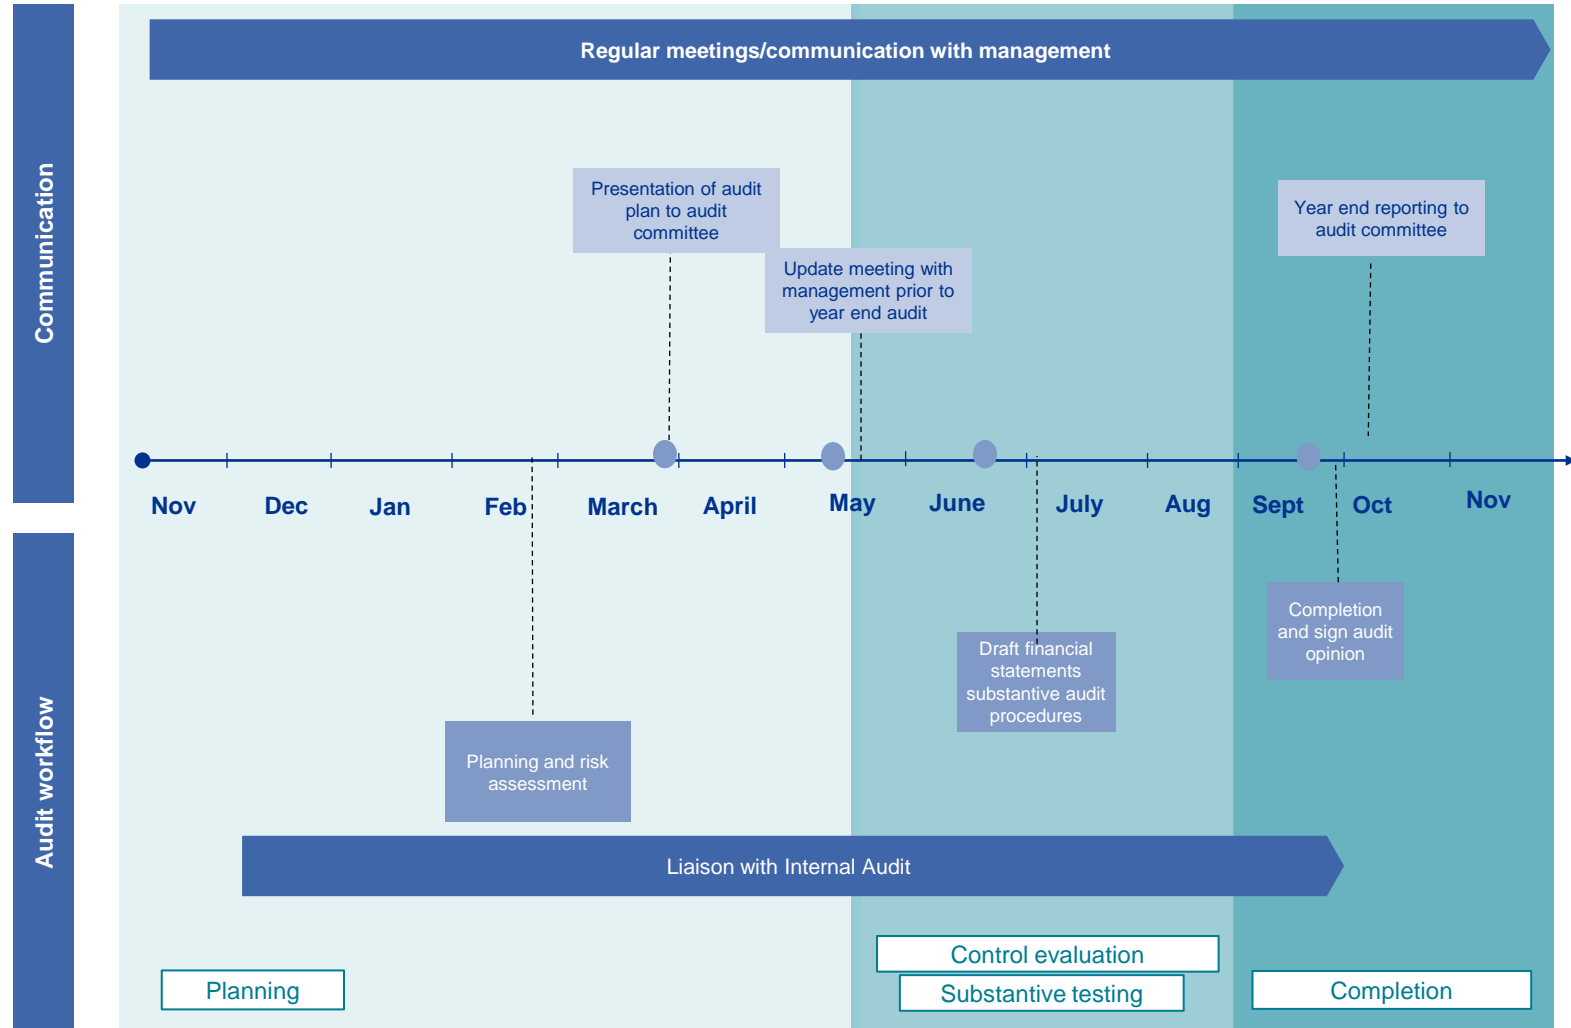 Communication
Regular meetings/communication with management
Presentation of audit
plan to audit
committee
Update meeting with
management prior to
year end audit
Year end reporting to
audit committee
Nov
Dec
Jan
Feb
March
April
May
June
July
Aug
Sept
Oct
Nov
Audit workflow
Planning and risk
assessment
Draft financial
statements
substantive audit
procedures
Completion
and sign audit
opinion
Liaison with Internal Audit
Planning
Control evaluation
Substantive testing
Completion